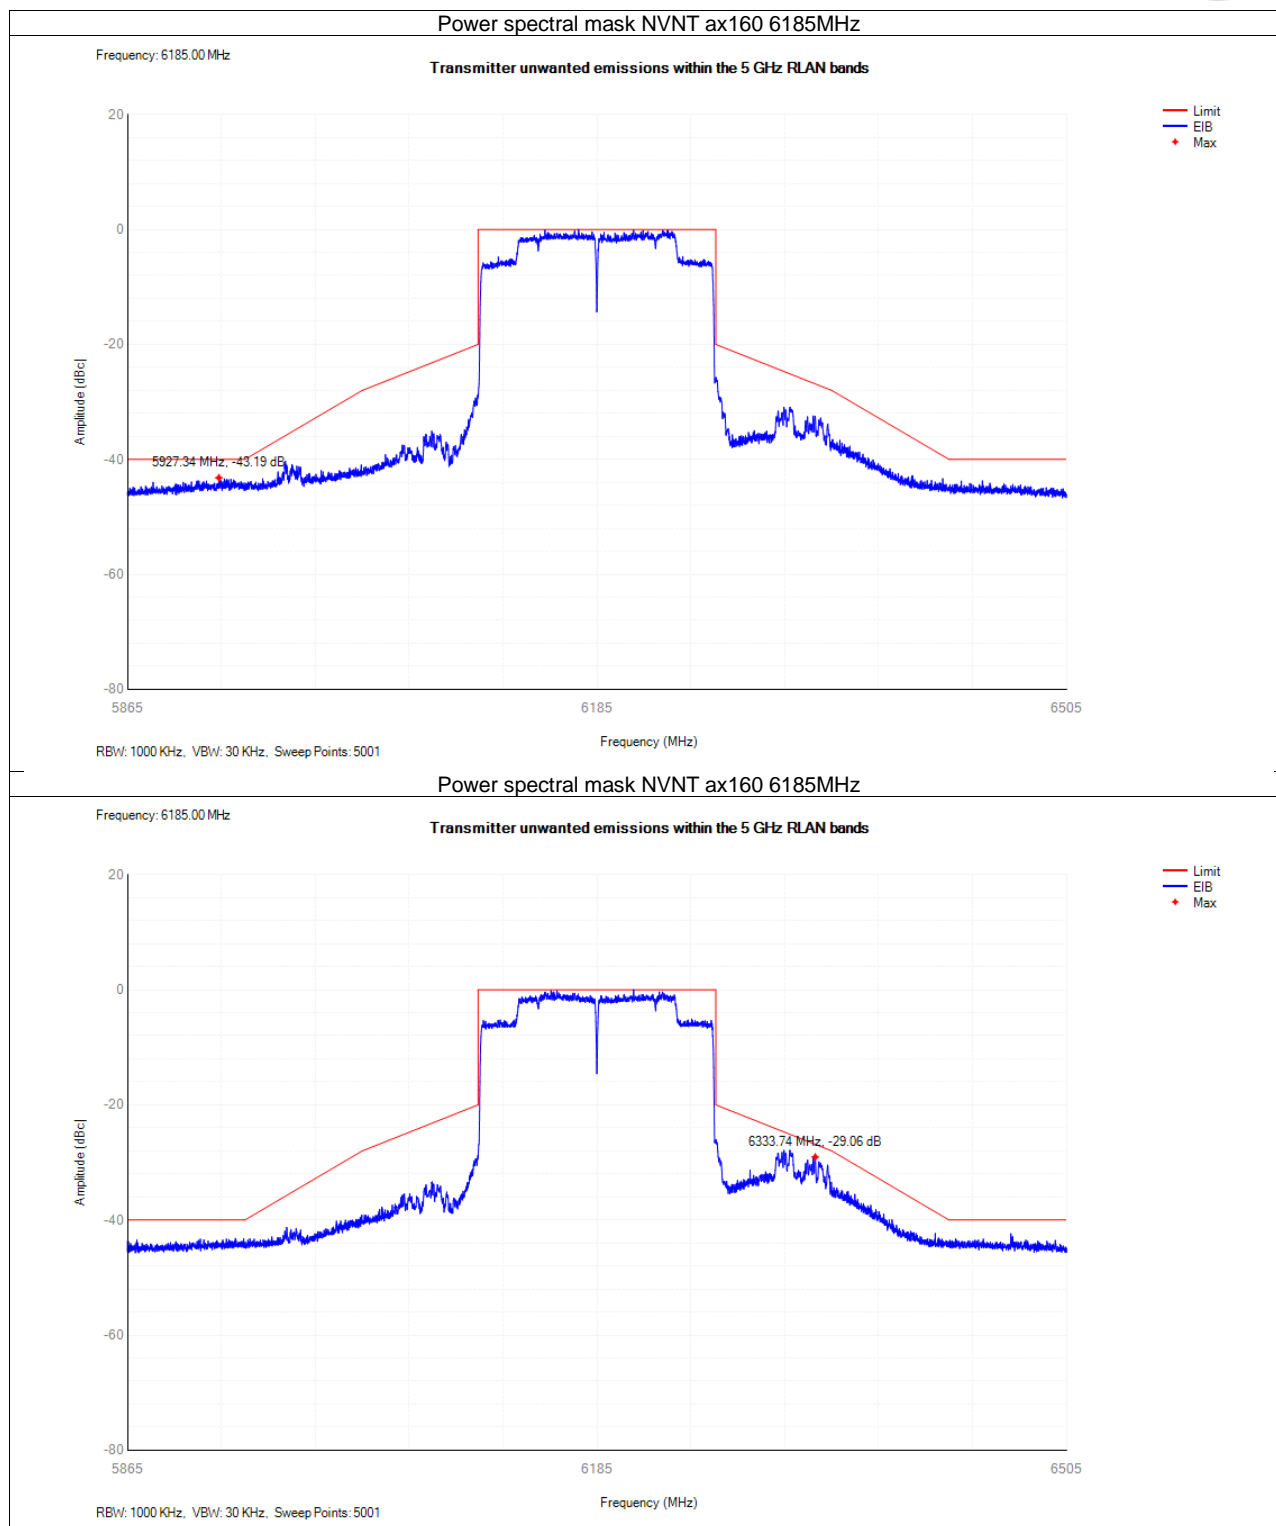 Power spectral mask NVNT ax160 6185MHz
Frequency: 6185.00 MHz
Transmitter unwanted emissions within the 5 GHz RLAN bands
20
Limit
EIB
Max
0
-20
Amplitude (dBc)
-40
5927.34 MHz, -43.19 dB
-60
-80
5865
6185
6505
Frequency (MHz)
RBW: 1000 KHz, VBW: 30 KHz, Sweep Points: 5001
Power spectral mask NVNT ax160 6185MHz
Frequency: 6185.00 MHz
Transmitter unwanted emissions within the 5 GHz RLAN bands
20
Limit
EIB
Max
0
-20
6333.74 MHz, -29.06 dB
Amplitude (dBc)
-40
-60
-80
5865
6185
6505
Frequency (MHz)
RBW: 1000 KHz, VBW: 30 KHz, Sweep Points: 5001